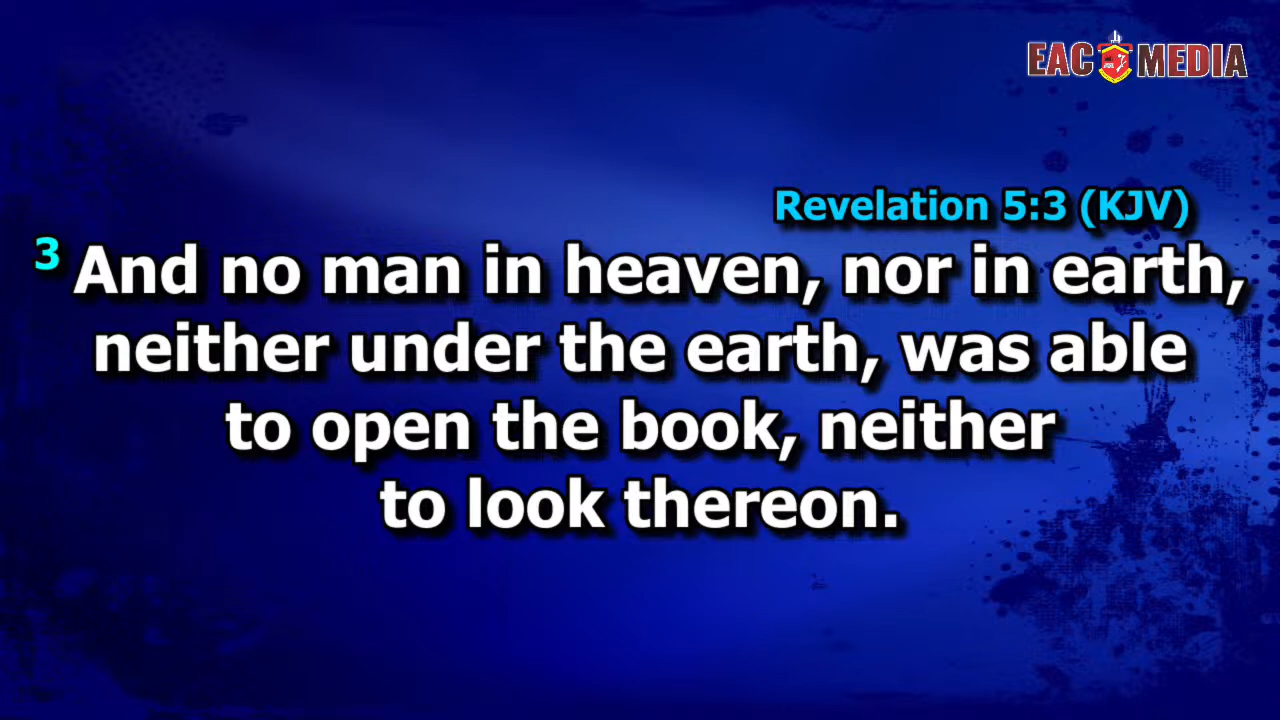 EAC MEDIA
Revelation 5:3 (KJV)
3 And no man in heaven, nor in earth,
neither under the earth, was able
to open the book, neither
to look thereon.